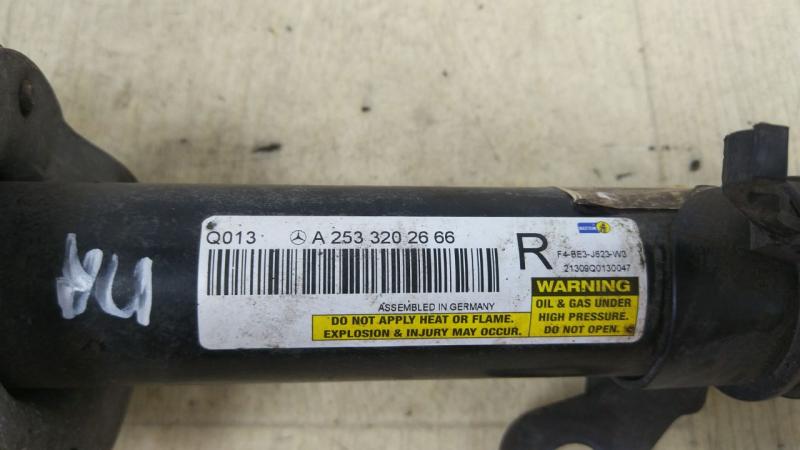 Q013 A 253 320 26 66
R
F4-BE3-J623-W3
21309Q0130047
ASSEMBLED IN GERMANY
DO NOT APPLY HEAT OR FLAME.
EXPLOSION & INJURY MAY OCCUR.
WARNING
OIL & GAS UNDER
HIGH PRESSURE.
DO NOT OPEN.